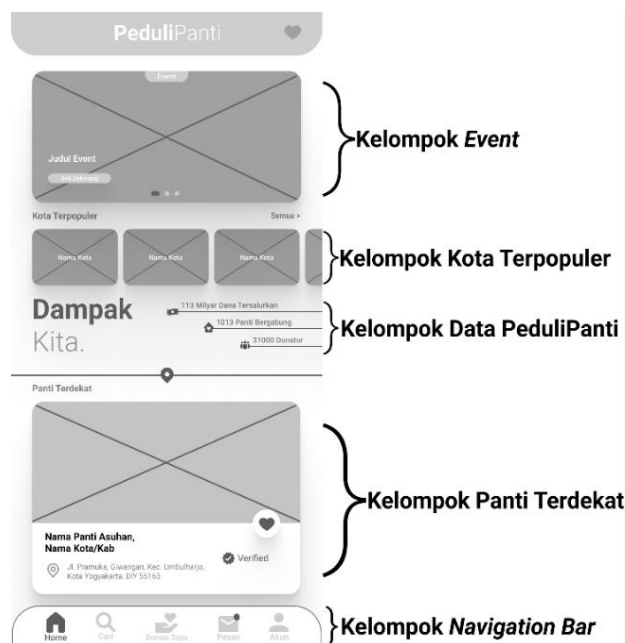 PeduliPanti
Event
Judul Event
Beli Sekarang
Kelompok Event
Kota Terpopuler
Semua >
Nama Kota
Nama Kota
Nama Kota
Kelompok Kota Terpopuler
Dampak
Kita.
113 Milyar Dana Tersalurkan
1013 Panti Bergabung
31000 Donatur
Kelompok Data PeduliPanti
Panti Terdekat
Kelompok Panti Terdekat
Nama Panti Asuhan,
Nama Kota/Kab
Verified
Jl. Pramuka, Giwangan, Kec. Umbulharjo,
Kota Yogyakarta, DIY 55163
Home
Cari
Donasi Saya
Pesan
Akun
Kelompok Navigation Bar